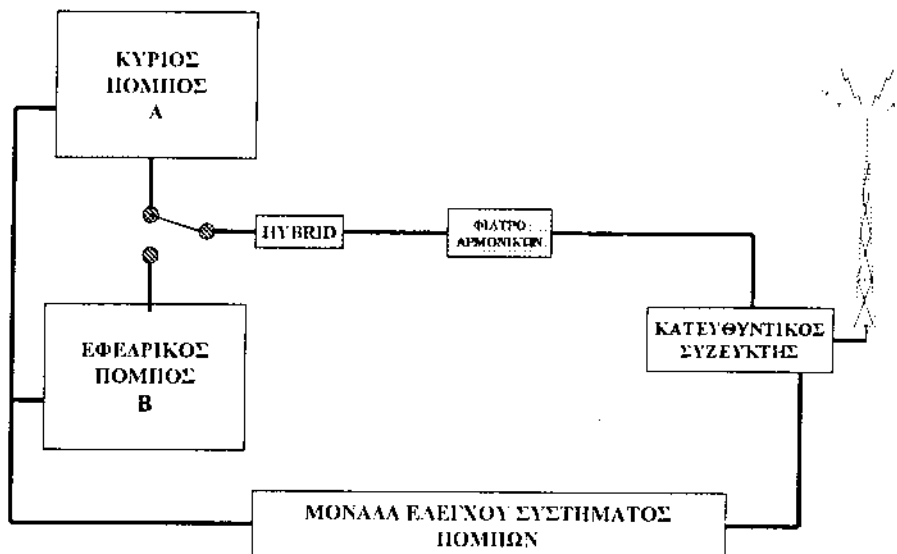 ΚΥΡΙΟΣ
ΠΟΜΠΟΣ
Α
HYBRID
ΦΙΛΤΡΟ
ΑΡΜΟΝΙΚΩΝ
ΕΦΕΔΡΙΚΟΣ
ΠΟΜΠΟΣ
Β
ΚΑΤΕΥΘΥΝΤΙΚΟΣ
ΣΥΖΕΥΚΤΗΣ
ΜΟΝΑΔΑ ΕΛΕΓΧΟΥ ΣΥΣΤΗΜΑΤΟΣ
ΠΟΜΠΩΝ